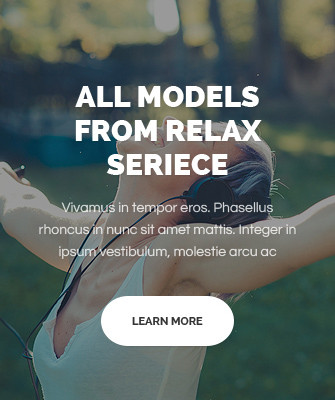 ALL MODELS
FROM RELAX
SERIECE
Vivamus in tempor eros. Phasellus
rhoncus in nunc sit amet mattis. Integer in
ipsum vestibulum, molestie arcu ac
LEARN MORE